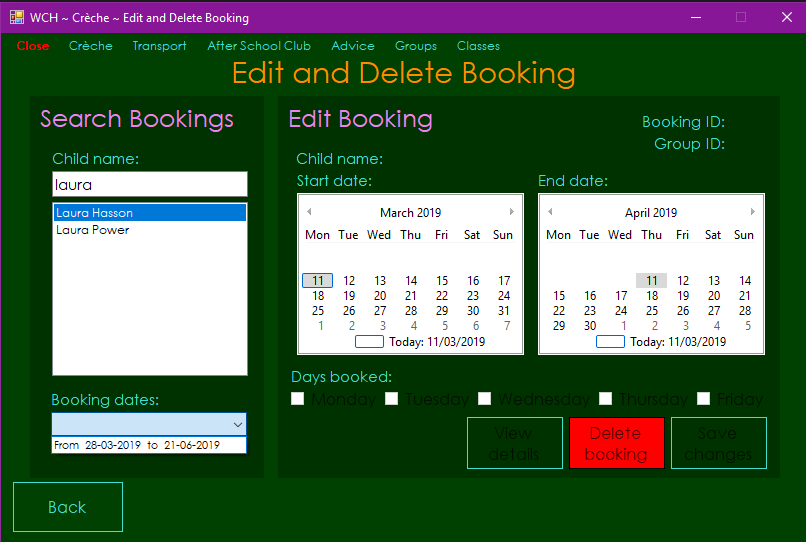 WCH ~ Crèche ~ Edit and Delete Booking
Close Crèche Transport After School Club Advice Groups Classes
Edit and Delete Booking
Search Bookings
Child name:
laura
Laura Hasson
Laura Power
Booking dates:
From 28-03-2019 to 21-06-2019
Edit Booking
Booking ID:
Group ID:
Child name:
Start date:
March 2019
Mon Tue Wed Thu Fri Sat Sun
11 12 13 14 15 16 17
18 19 20 21 22 23 24
25 26 27 28 29 30 31
1 2 3 4 5 6 7
Today: 11/03/2019
End date:
April 2019
Mon Tue Wed Thu Fri Sat Sun
11 12 13 14
15 16 17 18 19 20 21
22 23 24 25 26 27 28
29 30 1 2 3 4 5
Today: 11/03/2019
Days booked:
Monday Tuesday Wednesday Thursday Friday
View
details
Delete
booking
Save
changes
Back